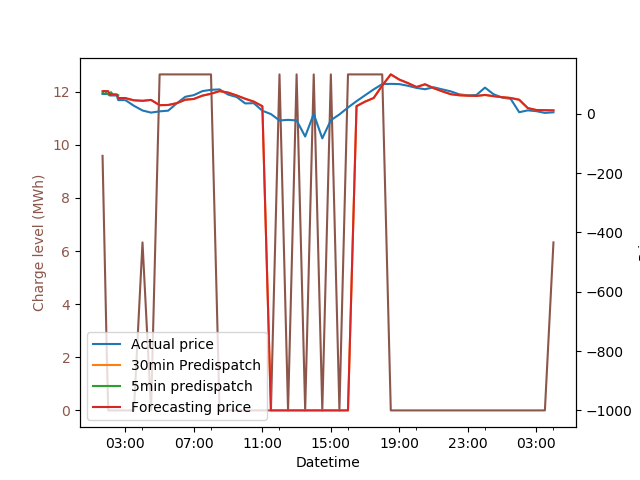 12
10
8
6
4
2
0
Charge level (MWh)
0
−200
−400
−600
−800
−1000
Actual price
30min Predispatch
5min predispatch
Forecasting price
03:00 07:00 11:00 15:00 19:00 23:00 03:00
Datetime